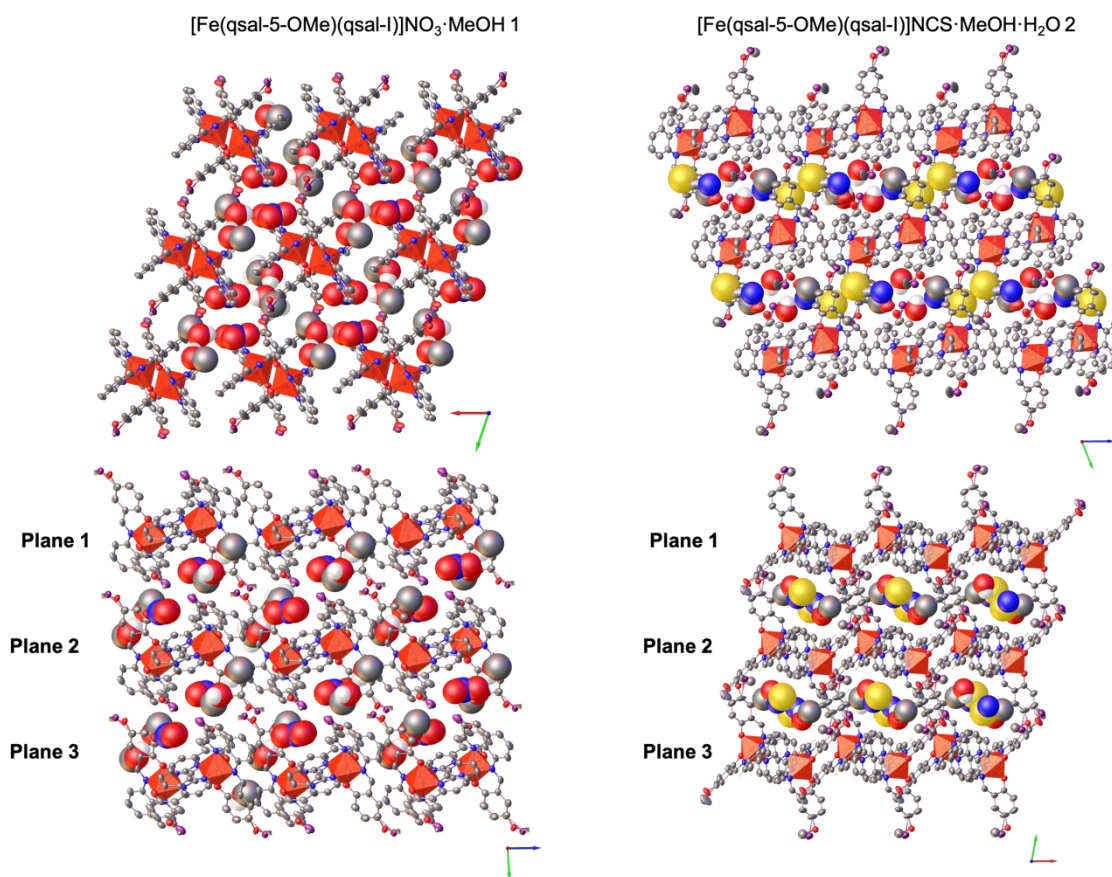 [Fe(qsal-5-OMe)(qsal-I)]NO₃·MeOH 1
[Fe(qsal-5-OMe)(qsal-I)]NCS·MeOH·H₂O 2
Plane 1
Plane 2
Plane 3
Plane 1
Plane 2
Plane 3